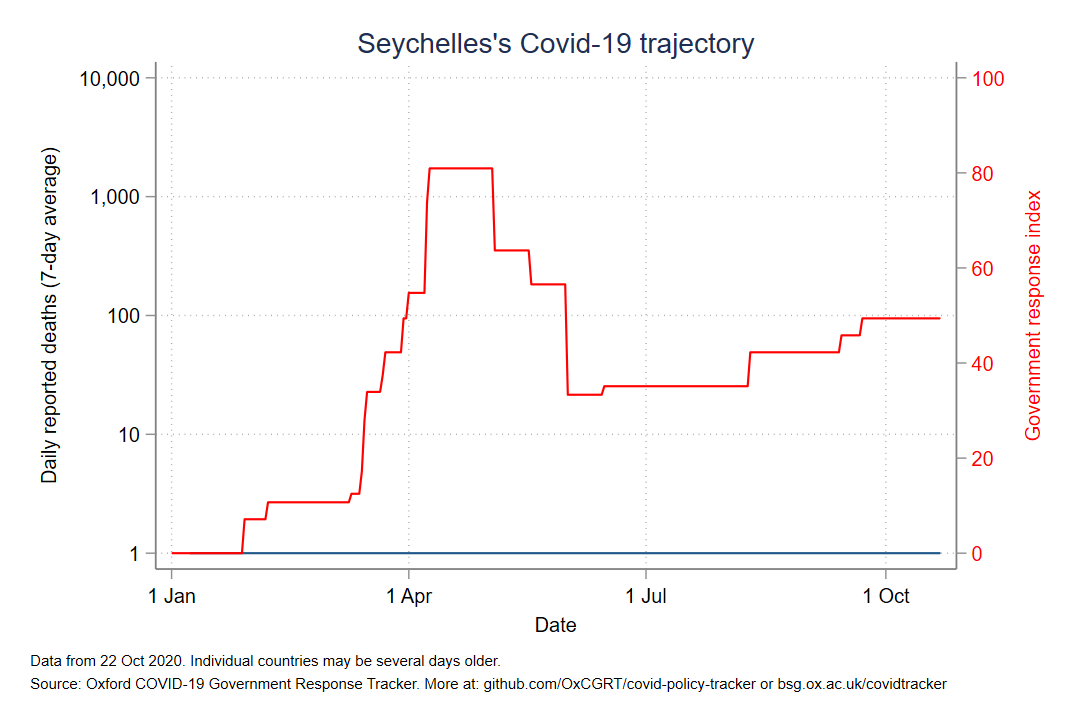 Seychelles's Covid-19 trajectory
10,000
1,000
100
10
1
Daily reported deaths (7-day average)
100
80
60
40
20
0
Government response index
1 Jan
1 Apr
1 Jul
1 Oct
Date
Data from 22 Oct 2020. Individual countries may be several days older.
Source: Oxford COVID-19 Government Response Tracker. More at: github.com/OxCGRT/covid-policy-tracker or bsg.ox.ac.uk/covidtracker